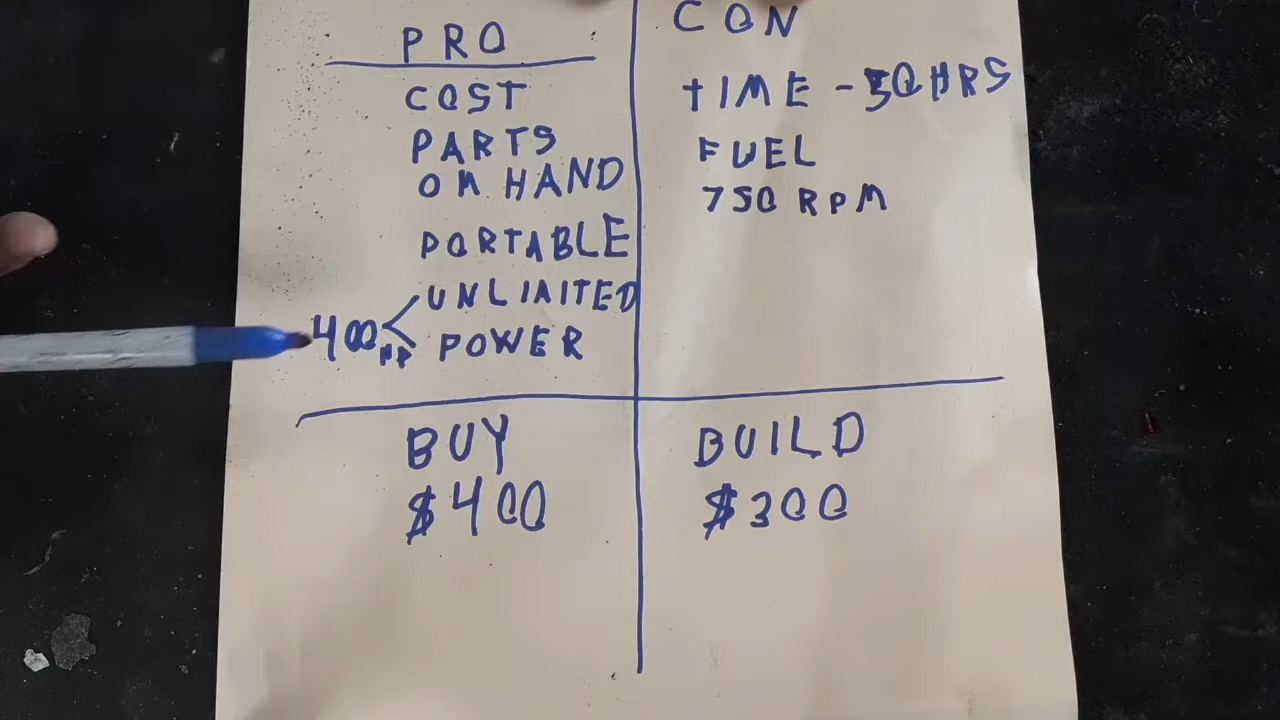 PRO
COST
PARTS
ON HAND
PORTABLE
UNLIMITED
400 HP POWER
CON
TIME - 50 HRS
FUEL
750 RPM
BUY
$400
BUILD
$300